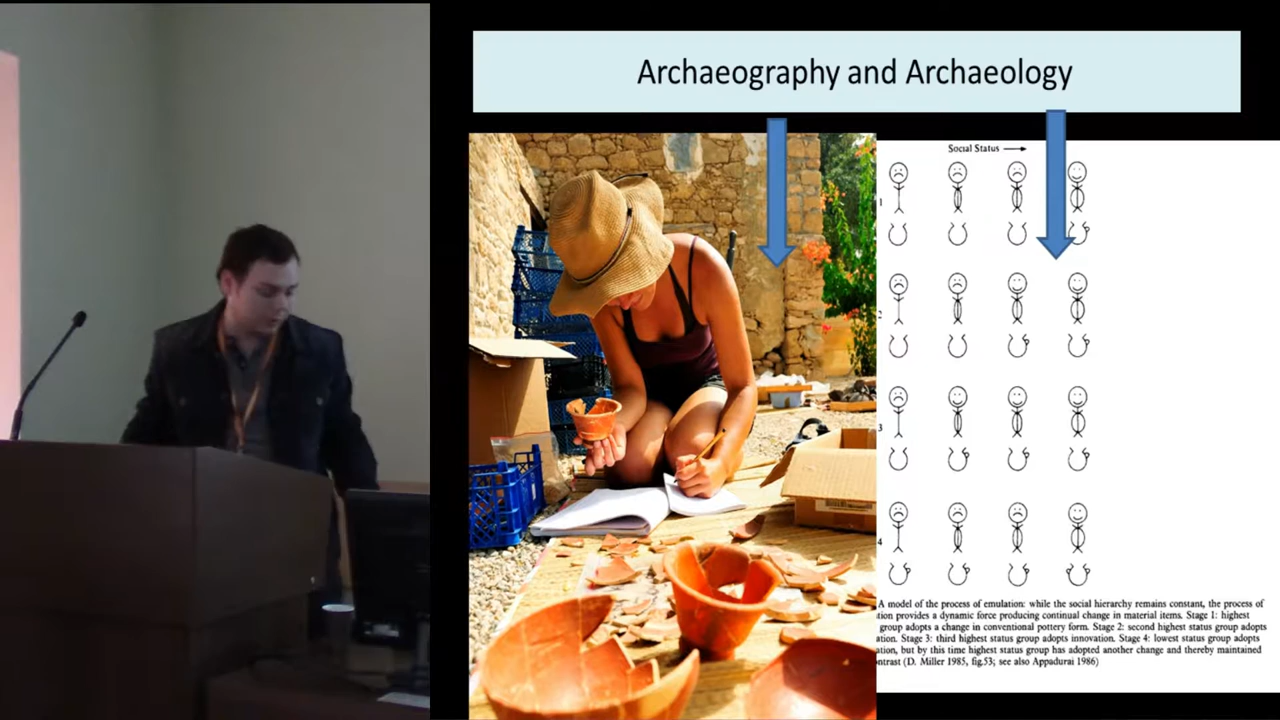 Archaeography and Archaeology
Social Status
1
2
3
4
A model of the process of emulation: while the social hierarchy remains constant, the process of
tion provides a dynamic force producing continual change in material items. Stage 1: highest
group adopts a change in conventional pottery form. Stage 2: second highest status group adopts
ation. Stage 3: third highest status group adopts innovation. Stage 4: lowest status group adopts
ation, but by this time highest status group has adopted another change and thereby maintained
ntrast (D. Miller 1985, fig.53; see also Appadurai 1986)